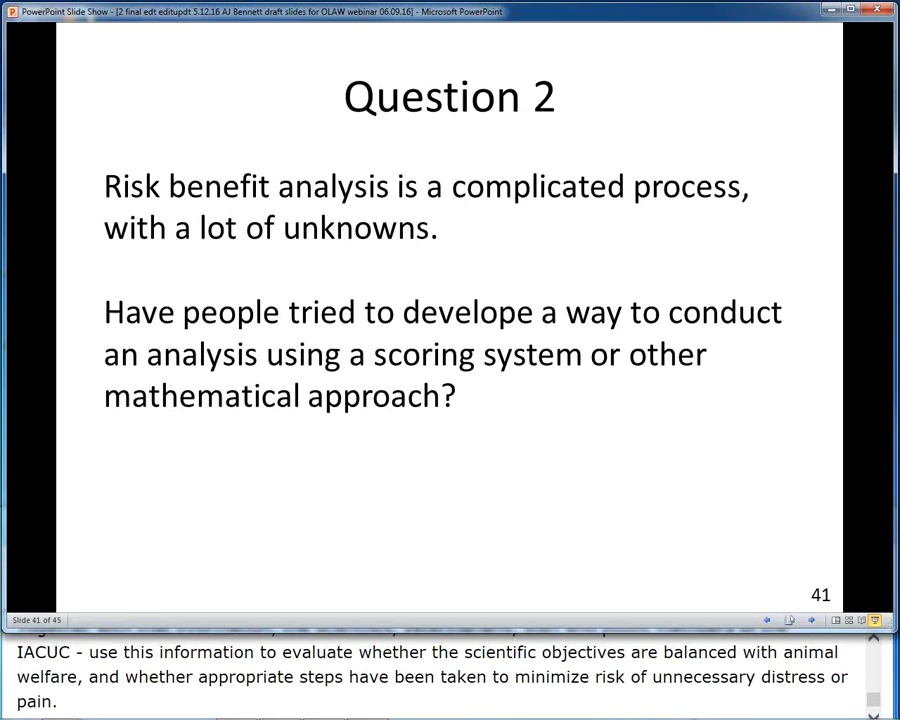 PowerPoint Slide Show - [2 final edt editupdt 5.12.16 AJ Bennett draft slides for OLAW webinar 06.09.16] - Microsoft PowerPoint
Question 2
Risk benefit analysis is a complicated process,
with a lot of unknowns.
Have people tried to develope a way to conduct
an analysis using a scoring system or other
mathematical approach?
41
Slide 41 of 45
IACUC - use this information to evaluate whether the scientific objectives are balanced with animal
welfare, and whether appropriate steps have been taken to minimize risk of unnecessary distress or
pain.